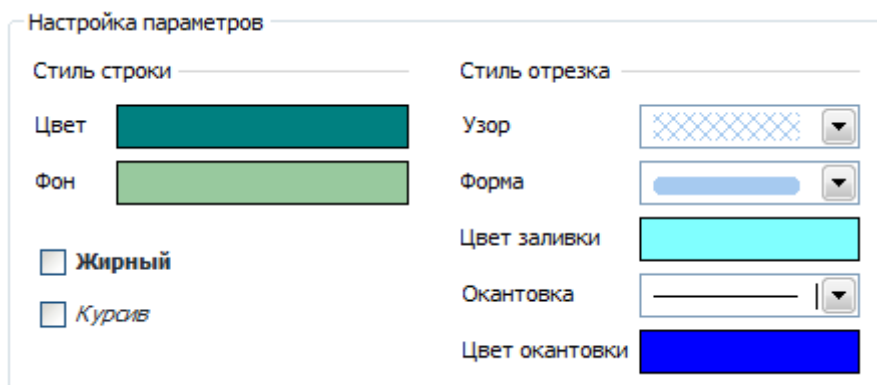 Настройка параметров
Стиль строки
Цвет
Фон
Жирный
Курсив
Стиль отрезка
Узор
Форма
Цвет заливки
Окантовка
Цвет окантовки